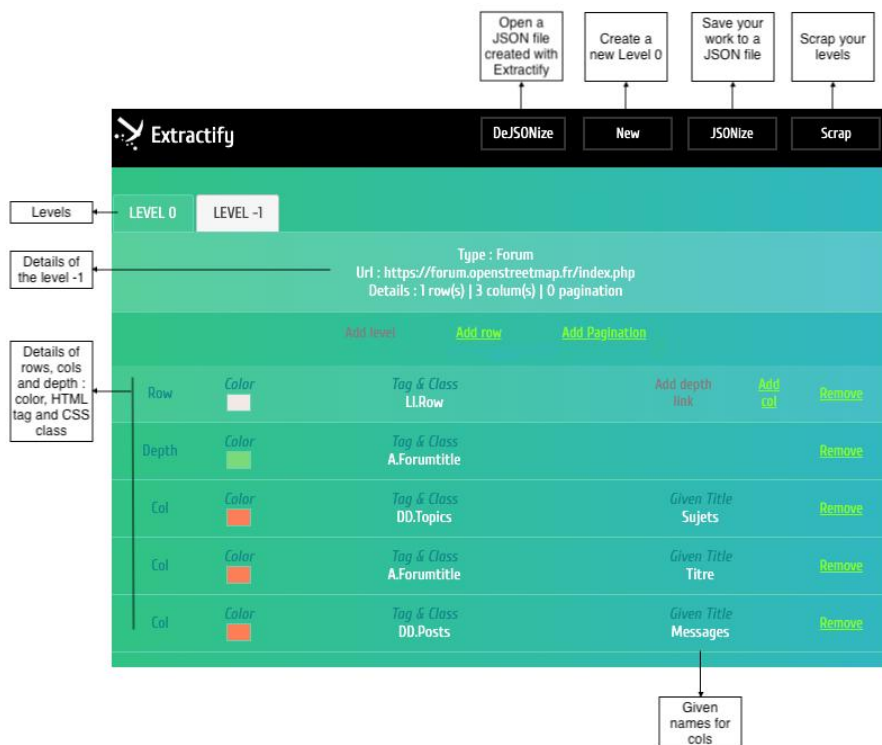 Open a
JSON file
created with
Extractify
Create a
new Level 0
Save your
work to a
JSON file
Scrap your
levels
Extractify
DeJSONize
New
JSONize
Scrap
Levels
LEVEL 0
LEVEL -1
Details of
the level -1
Type : Forum
Url : https://forum.openstreetmap.fr/index.php
Details : 1 row(s) | 3 colum(s) | 0 pagination
Add level
Add row
Add Pagination
Details of
rows, cols
and depth :
color, HTML
tag and CSS
class
Row
Color
Tag & Class
LI.Row
Add depth
link
Add
col
Remove
Depth
Color
Tag & Class
A.Forumtitle
Remove
Col
Color
Tag & Class
DD.Topics
Given Title
Sujets
Remove
Col
Color
Tag & Class
A.Forumtitle
Given Title
Titre
Remove
Col
Color
Tag & Class
DD.Posts
Given Title
Messages
Remove
Given
names for
cols